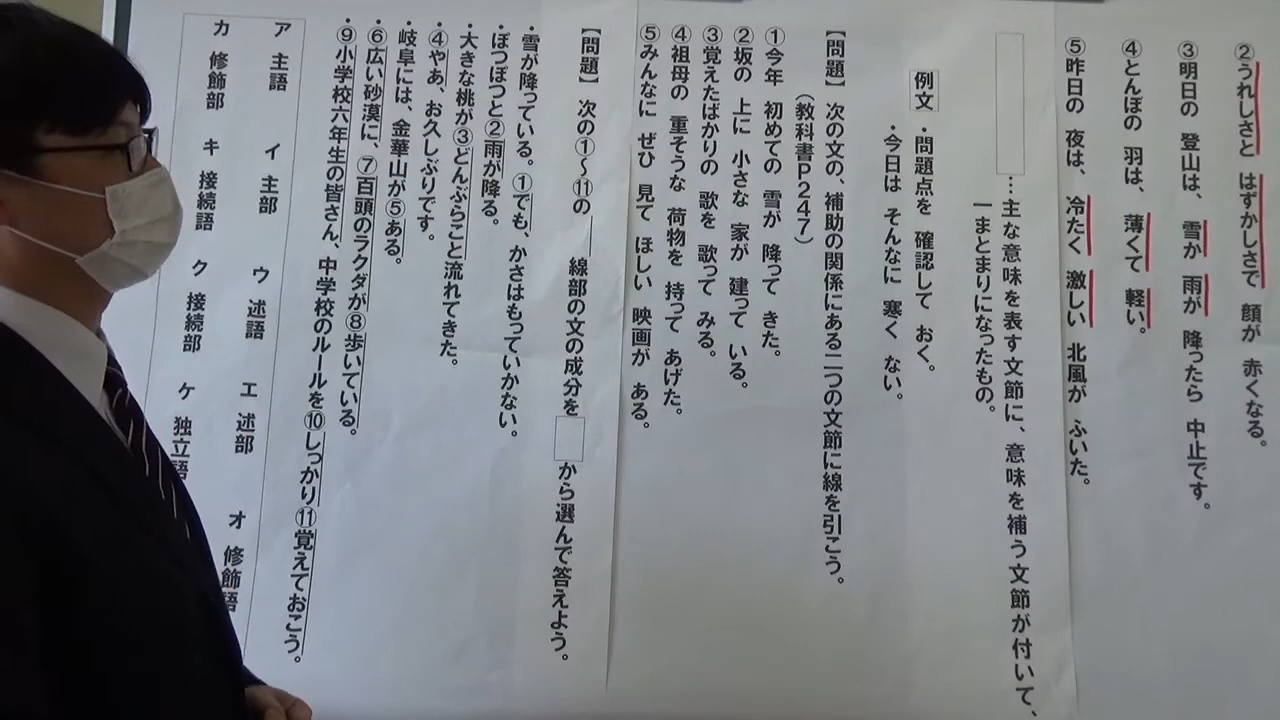 ②うれしさと はずかしさで 顔が 赤くなる。
③明日の 登山は、 雪か 雨が 降ったら 中止です。
④とんぼの 羽は、 薄くて 軽い。
⑤昨日の 夜は、 冷たく 激しい 北風が ふいた。
…主な意味を表す文節に、意味を補う文節が付いて、
一まとまりになったもの。
例文 ・問題点を 確認して おく。
・今日は そんなに 寒く ない。
【問題】 次の文の、補助の関係にある二つの文節に線を引こう。
(教科書P247)
①今年 初めての 雪が 降って きた。
②坂の 上に 小さな 家が 建って いる。
③覚えたばかりの 歌を 歌って みる。
④祖母の 重そうな 荷物を 持って あげた。
⑤みんなに ぜひ 見て ほしい 映画が ある。
【問題】 次の①~⑪の 線部の文の成分を から選んで答えよう。
・雪が降っている。①でも、かさはもっていかない。
・ぽつぽつと②雨が降る。
・大きな桃が③どんぶらこと流れてきた。
・④やあ、お久しぶりです。
・岐阜には、金華山が⑤ある。
・⑥広い砂漠に、⑦百頭のラクダが⑧歩いている。
・⑨小学校六年生の皆さん、中学校のルールを⑩しっかり⑪覚えておこう。
ア 主語 イ 主部 ウ 述語 エ 述部 オ 修飾語
カ 修飾部 キ 接続語 ク 接続部 ケ 独立語